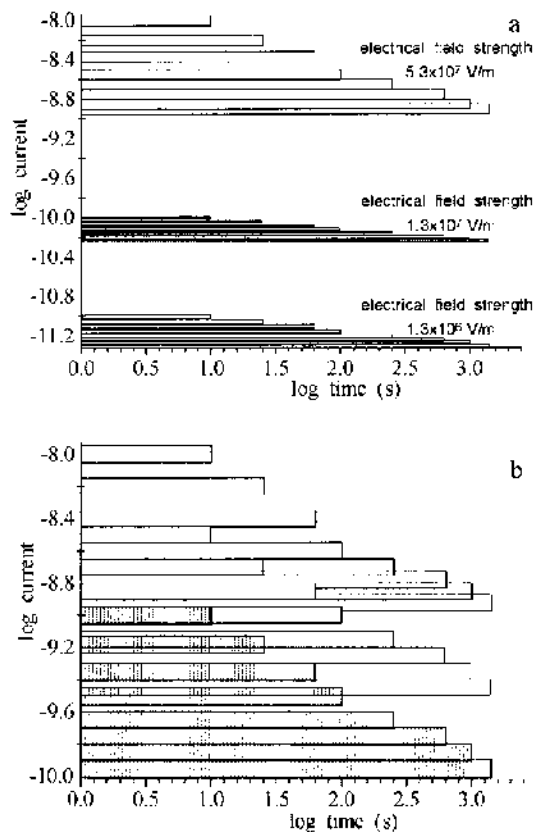 a
-8.0
electrical field strength
-8.4
5.3x10⁷ V/m
-8.8
-9.2
log current
-9.6
electrical field strength
-10.0
1.3x10⁷ V/m
-10.4
-10.8
electrical field strength
-11.2
1.3x10⁶ V/m
0.0 0.5 1.0 1.5 2.0 2.5 3.0
log time (s)
b
-8.0
-8.4
-8.8
log current
-9.2
-9.6
-10.0
0.0 0.5 1.0 1.5 2.0 2.5 3.0
log time (s)